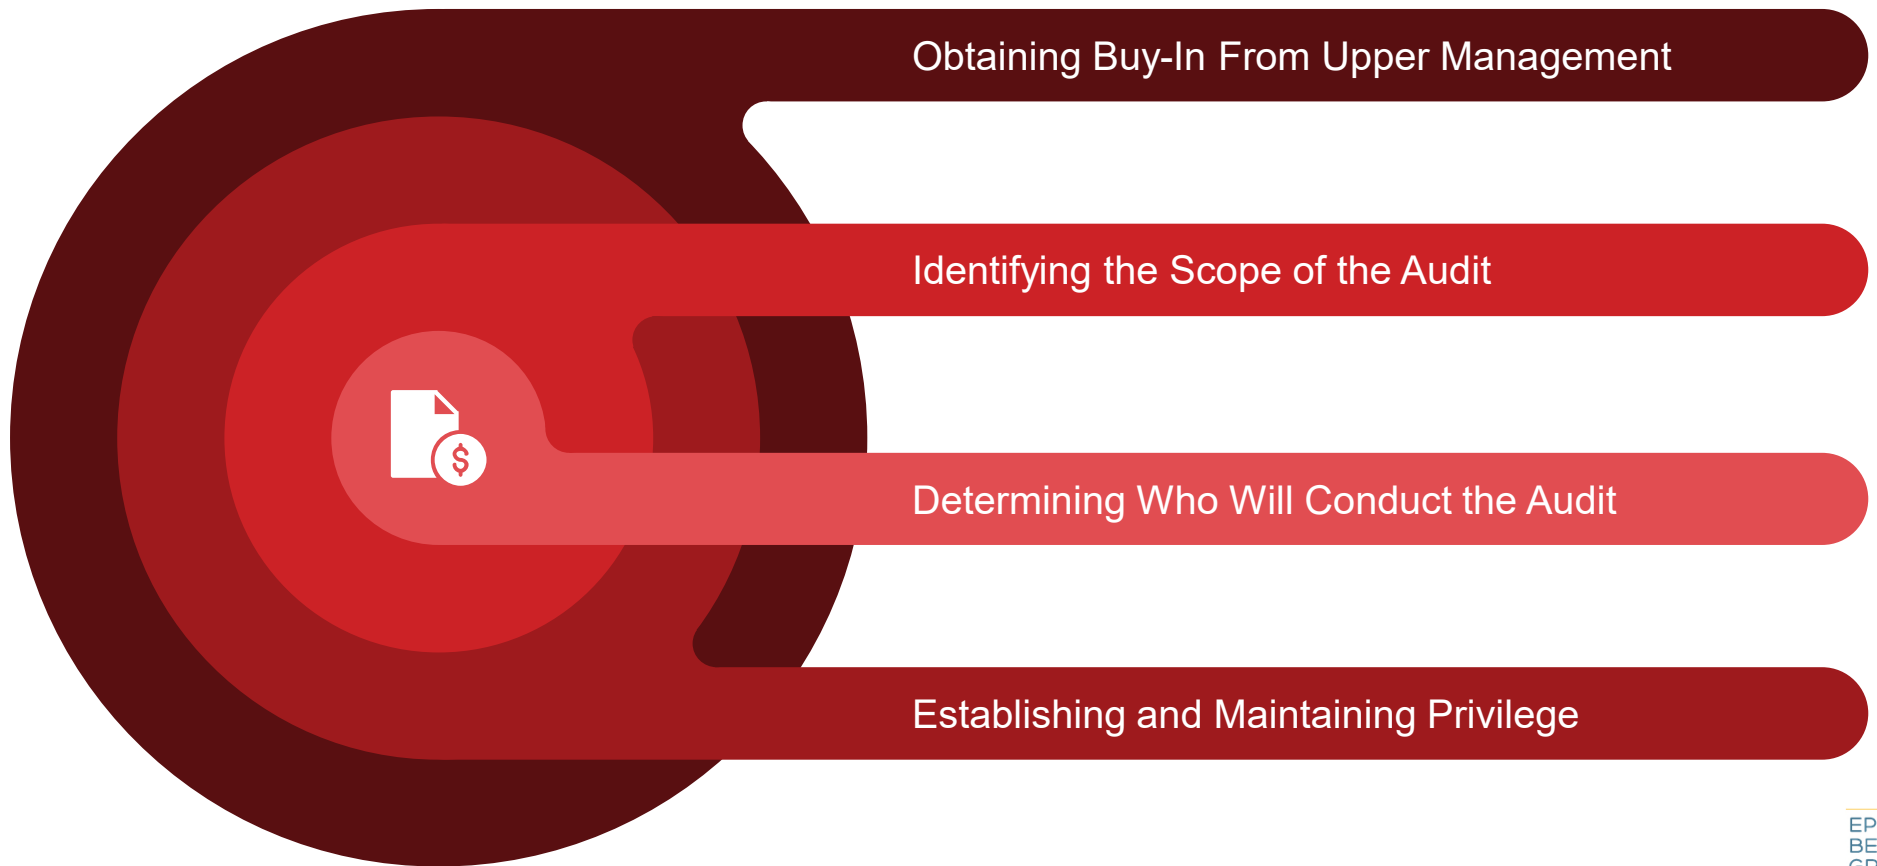 Obtaining Buy-In From Upper Management
Identifying the Scope of the Audit
$
Determining Who Will Conduct the Audit
Establishing and Maintaining Privilege
EP
BE